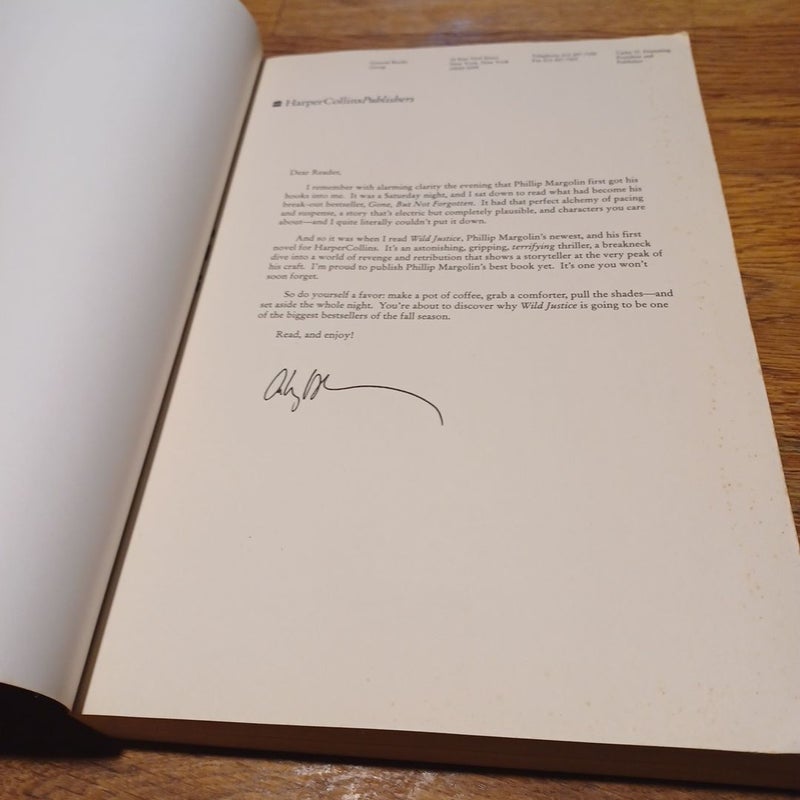 HarperCollinsPublishers
Dear Reader,
I remember with alarming clarity the evening that Phillip Margolin first got his
hooks into me. It was a Saturday night, and I sat down to read what had become his
break-out bestseller, Gone, But Not Forgotten. It had that perfect alchemy of pacing
and suspense, a story that's electric but completely plausible, and characters you care
about—and I quite literally couldn't put it down.
And so it was when I read Wild Justice, Phillip Margolin's newest, and his first
novel for HarperCollins. It's an astonishing, gripping, terrifying thriller, a breakneck
dive into a world of revenge and retribution that shows a storyteller at the very peak of
his craft. I'm proud to publish Phillip Margolin's best book yet. It's one you won't
soon forget.
So do yourself a favor: make a pot of coffee, grab a comforter, pull the shades—and
set aside the whole night. You're about to discover why Wild Justice is going to be one
of the biggest bestsellers of the fall season.
Read, and enjoy!